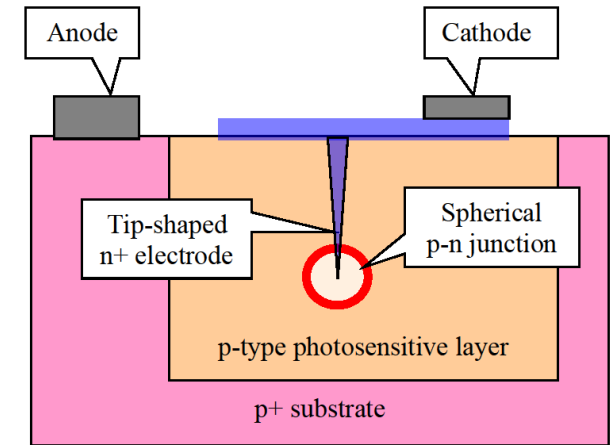 Anode
Cathode
Tip-shaped
n+ electrode
Spherical
p-n junction
p-type photosensitive layer
p+ substrate